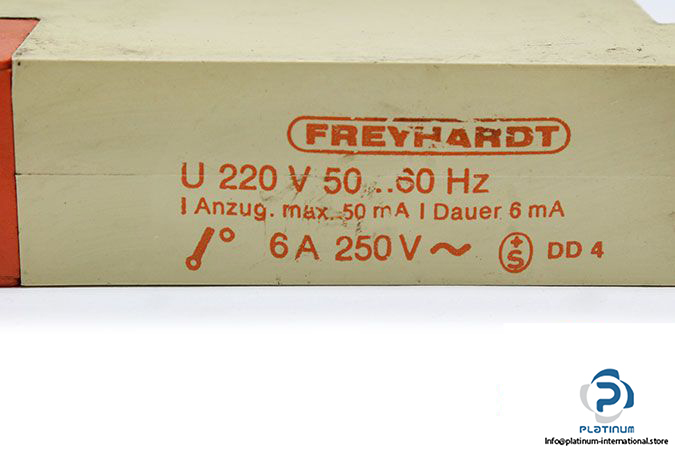 FREYHARDT
U 220 V 50..60 Hz
I Anzug. max. 50 mA I Dauer 6 mA
6 A 250 V ~ +S DD 4
P
PLATINUM
Info@platinum-international.store